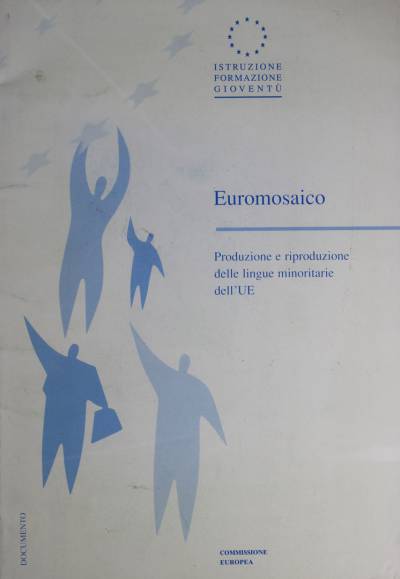 ISTRUZIONE
FORMAZIONE
GIOVENTÙ
Euromosaico
Produzione e riproduzione
delle lingue minoritarie
dell'UE
DOCUMENTO
COMMISSIONE
EUROPEA